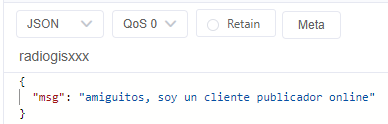 JSON QoS 0 Retain Meta
radiogisxxx
{
"msg": "amiguitos, soy un cliente publicador online"
}